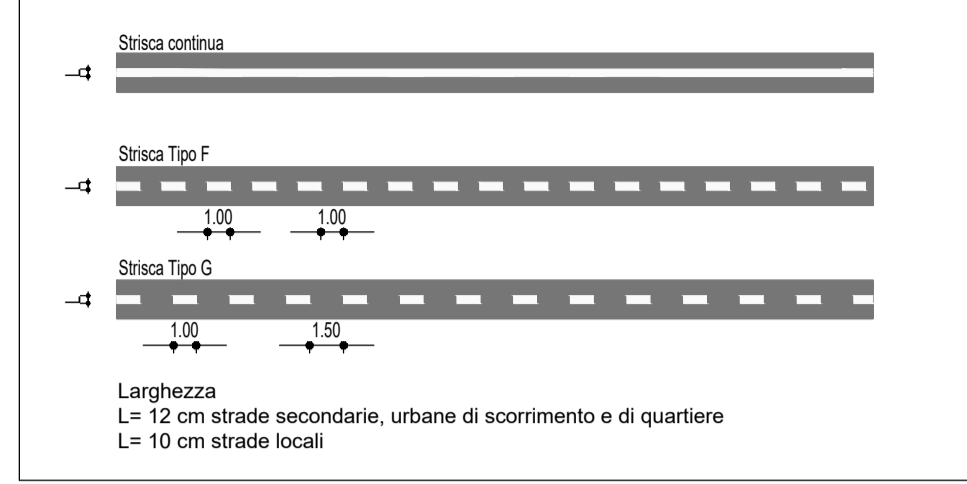 Strisca continua
Strisca Tipo F
1.00 1.00
Strisca Tipo G
1.00 1.50
Larghezza
L= 12 cm strade secondarie, urbane di scorrimento e di quartiere
L= 10 cm strade locali